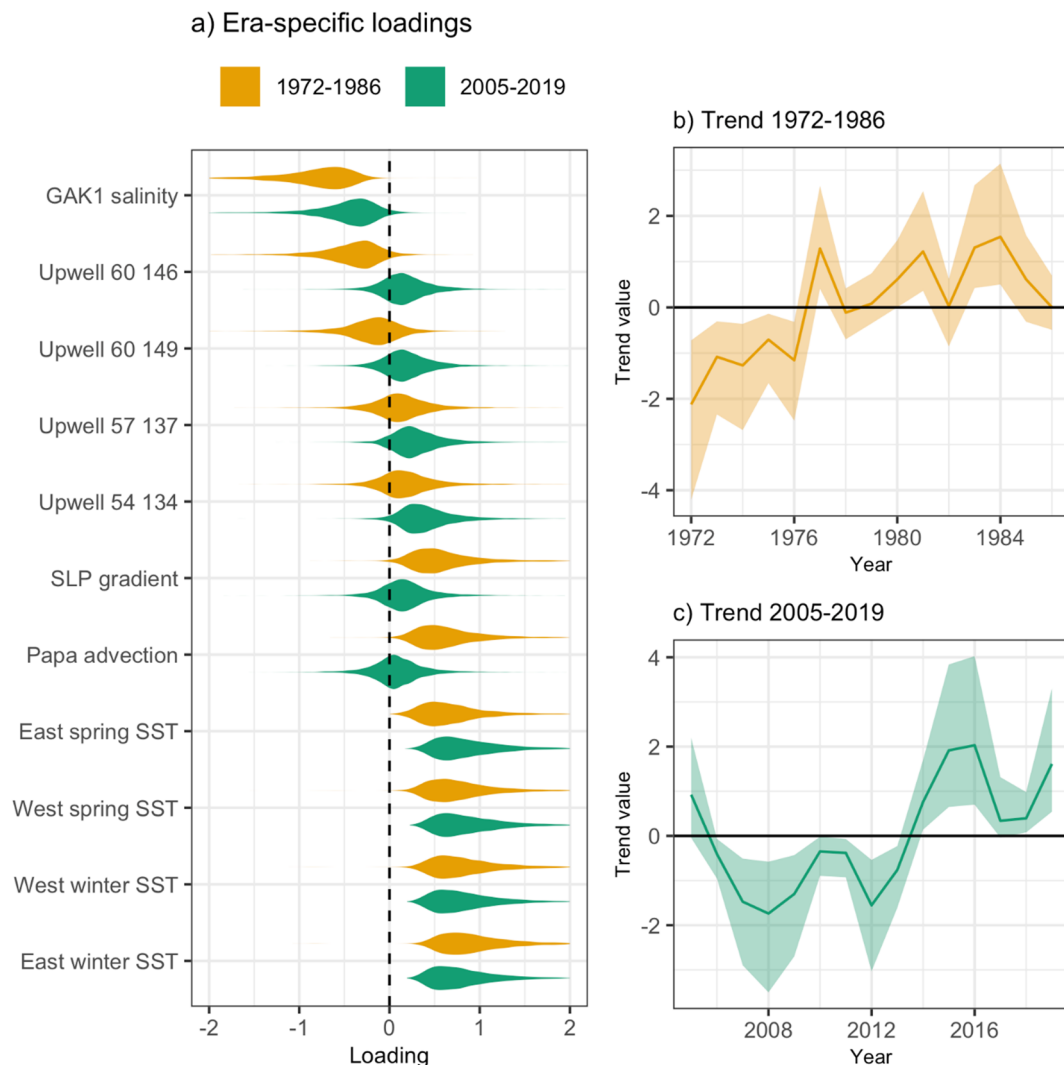 a) Era-specific loadings
1972-1986 2005-2019
GAK1 salinity
Upwell 60 146
Upwell 60 149
Upwell 57 137
Upwell 54 134
SLP gradient
Papa advection
East spring SST
West spring SST
West winter SST
East winter SST
-2 -1 0 1 2
Loading
b) Trend 1972-1986
Trend value
2
0
-2
-4
1972 1976 1980 1984
Year
c) Trend 2005-2019
Trend value
4
2
0
-2
2008 2012 2016
Year